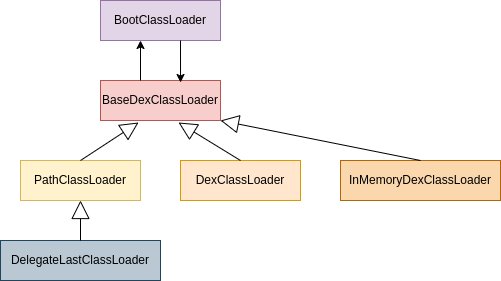 BootClassLoader
BaseDexClassLoader
PathClassLoader
DexClassLoader
InMemoryDexClassLoader
DelegateLastClassLoader